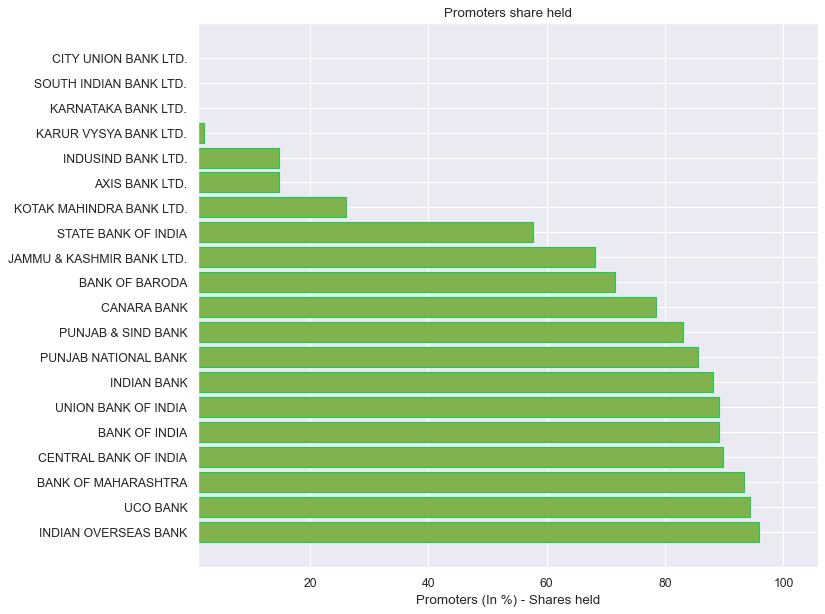 Promoters share held
CITY UNION BANK LTD.
SOUTH INDIAN BANK LTD.
KARNATAKA BANK LTD.
KARUR VYSYA BANK LTD.
INDUSIND BANK LTD.
AXIS BANK LTD.
KOTAK MAHINDRA BANK LTD.
STATE BANK OF INDIA
JAMMU & KASHMIR BANK LTD.
BANK OF BARODA
CANARA BANK
PUNJAB & SIND BANK
PUNJAB NATIONAL BANK
INDIAN BANK
UNION BANK OF INDIA
BANK OF INDIA
CENTRAL BANK OF INDIA
BANK OF MAHARASHTRA
UCO BANK
INDIAN OVERSEAS BANK
20 40 60 80 100
Promoters (In %) - Shares held